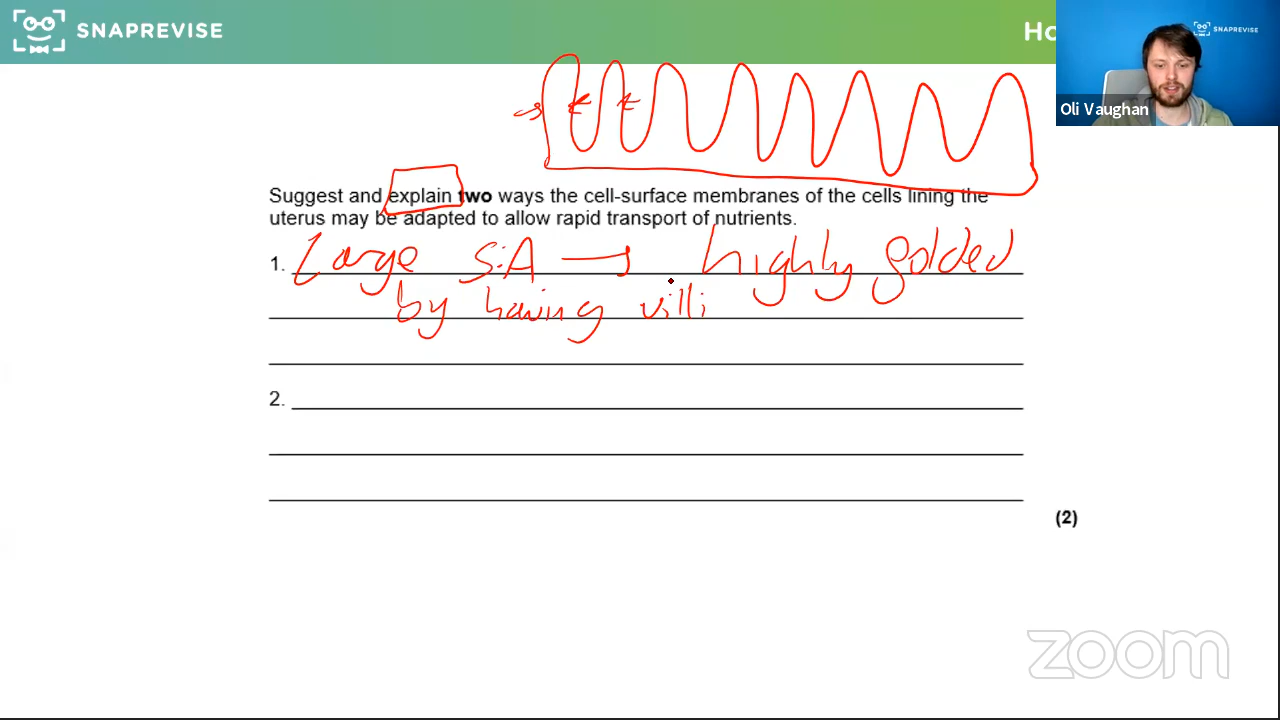 SNAPREVISE
Ho
SNAPREVISE
Oli Vaughan
Suggest and explain two ways the cell-surface membranes of the cells lining the
uterus may be adapted to allow rapid transport of nutrients.
1. Large S.A → highly folded
by having villi
2.
(2)
zoom